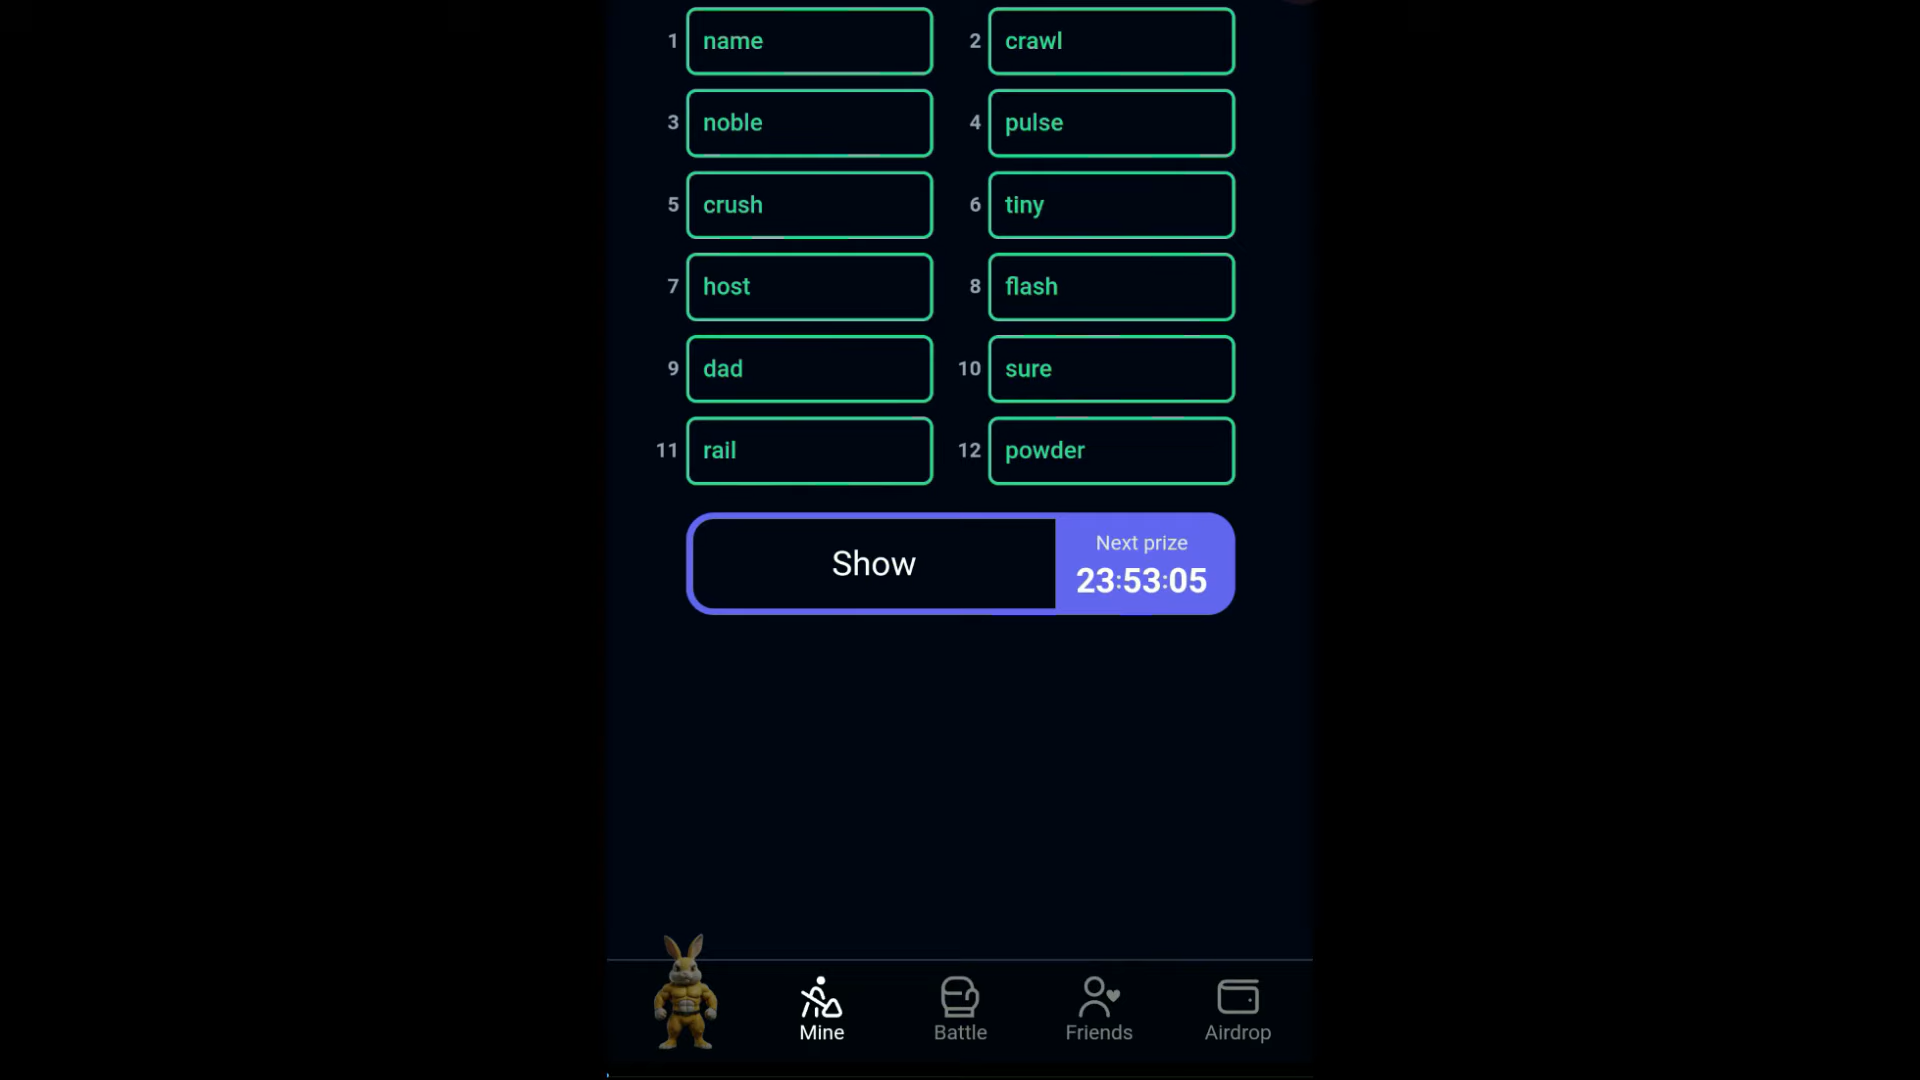 1 name 2 crawl
3 noble 4 pulse
5 crush 6 tiny
7 host 8 flash
9 dad 10 sure
11 rail 12 powder
Show
Next prize
23:53:05
Mine Battle Friends Airdrop